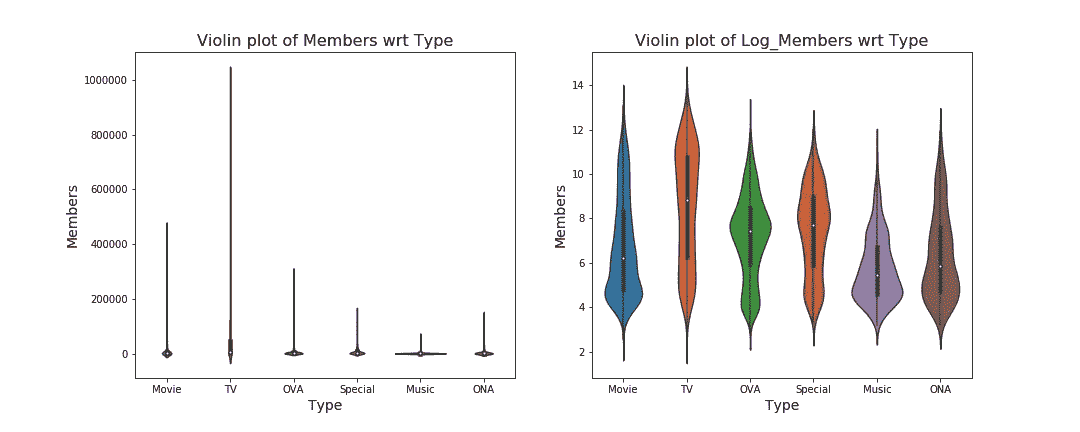 Violin plot of Members wrt Type
Members
1000000
800000
600000
400000
200000
0
Movie TV OVA Special Music ONA
Type
Violin plot of Log_Members wrt Type
Members
14
12
10
8
6
4
2
Movie TV OVA Special Music ONA
Type